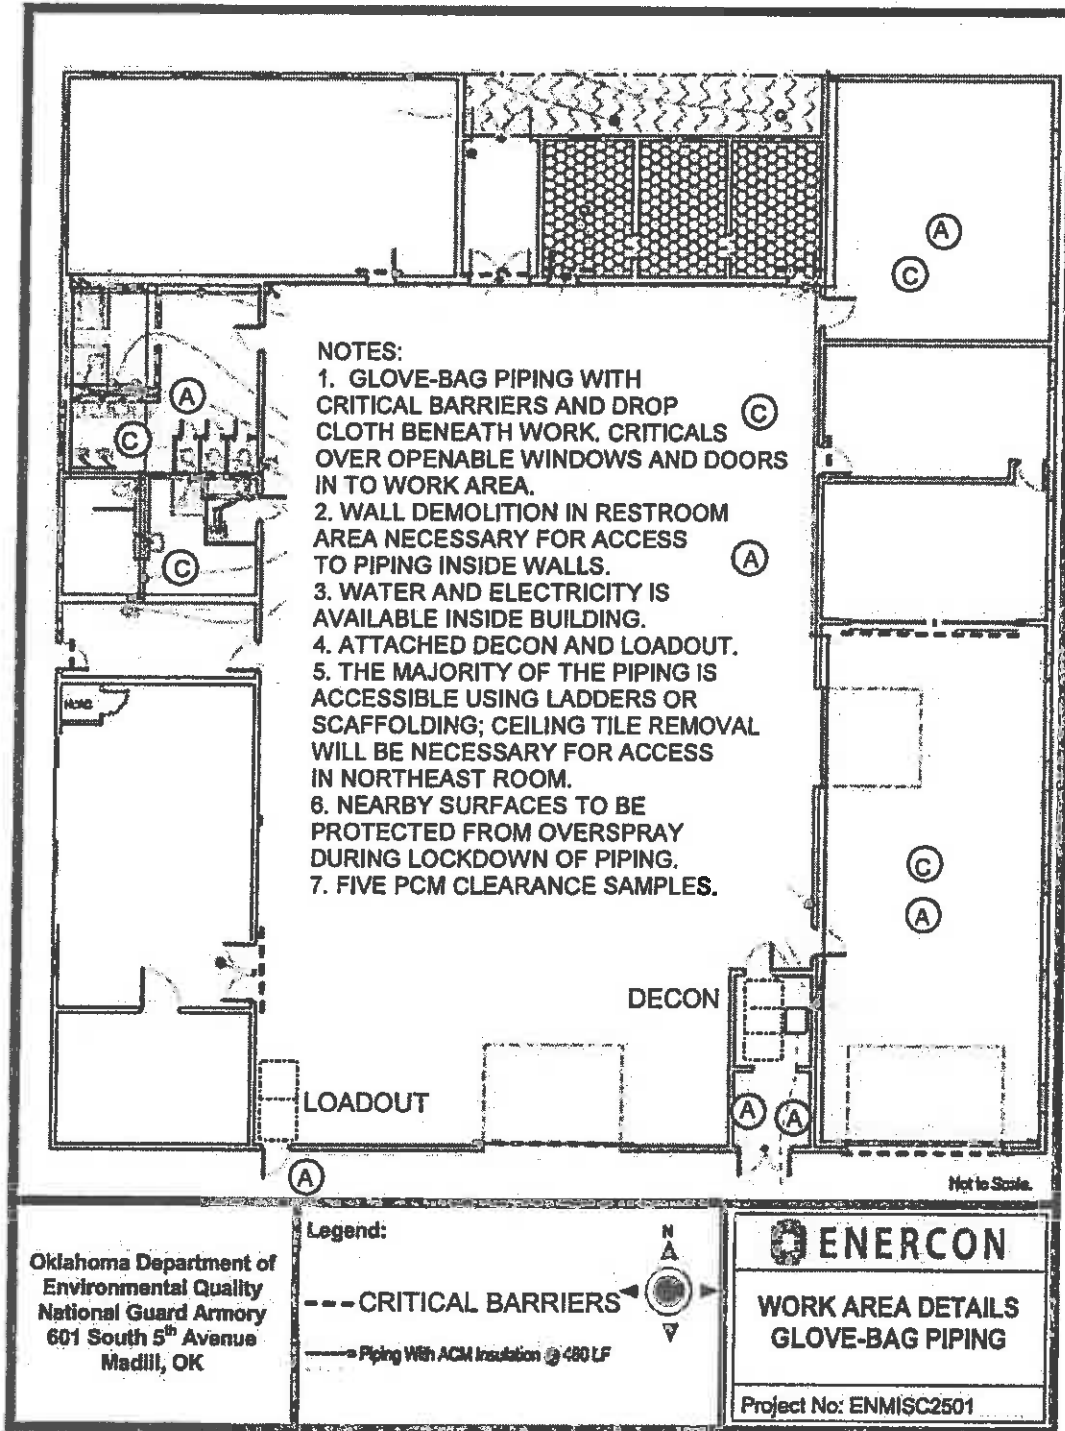 A
C
NOTES:
1. GLOVE-BAG PIPING WITH
CRITICAL BARRIERS AND DROP
CLOTH BENEATH WORK. CRITICALS
OVER OPENABLE WINDOWS AND DOORS
IN TO WORK AREA.
2. WALL DEMOLITION IN RESTROOM
AREA NECESSARY FOR ACCESS
TO PIPING INSIDE WALLS.
3. WATER AND ELECTRICITY IS
AVAILABLE INSIDE BUILDING.
4. ATTACHED DECON AND LOADOUT.
5. THE MAJORITY OF THE PIPING IS
ACCESSIBLE USING LADDERS OR
SCAFFOLDING; CEILING TILE REMOVAL
WILL BE NECESSARY FOR ACCESS
IN NORTHEAST ROOM.
6. NEARBY SURFACES TO BE
PROTECTED FROM OVERSPRAY
DURING LOCKDOWN OF PIPING.
7. FIVE PCM CLEARANCE SAMPLES.
A
C
C
C
A
HVAC
C
A
DECON
LOADOUT
A
A
A
Not to Scale.
Oklahoma Department of
Environmental Quality
National Guard Armory
601 South 5th Avenue
Madill, OK
Legend:
CRITICAL BARRIERS
Piping With ACM Insulation @ 480 LF
N
ENERCON
WORK AREA DETAILS
GLOVE-BAG PIPING
Project No: ENMISC2501